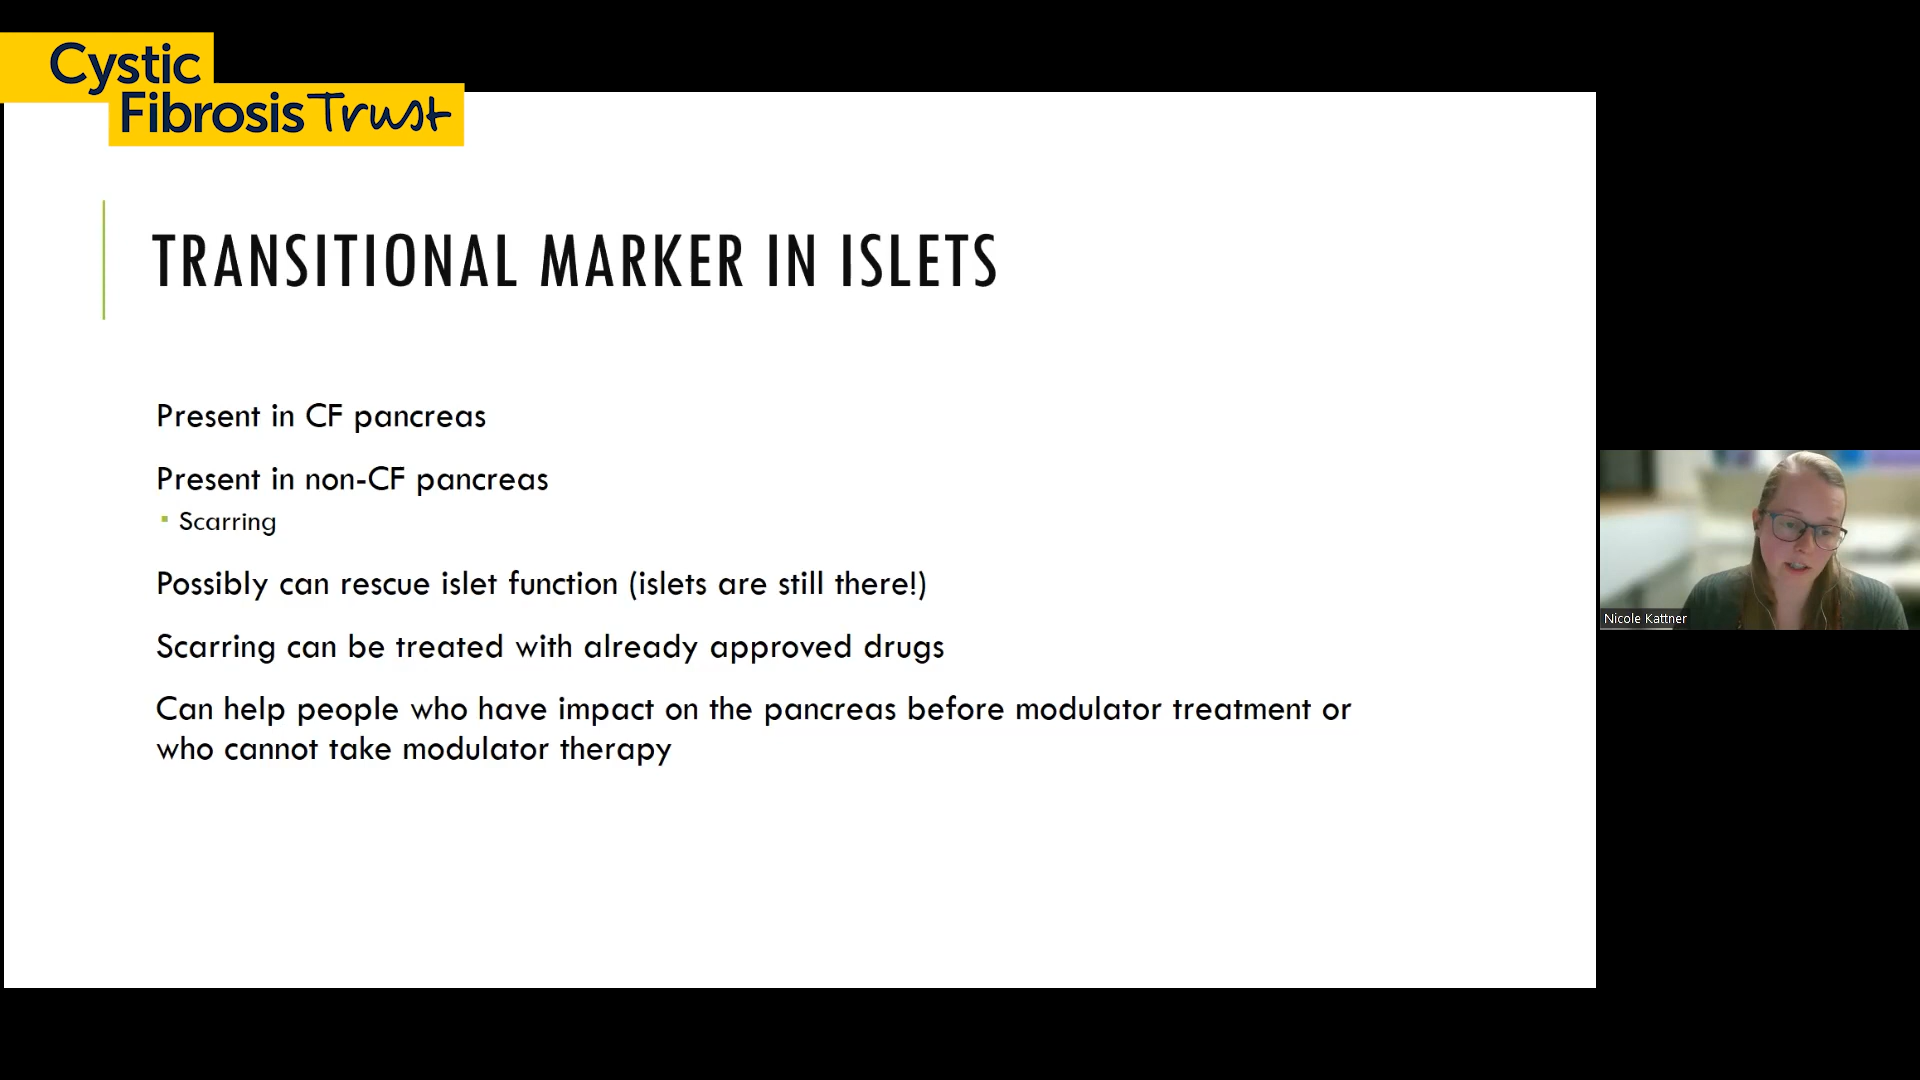 Cystic
Fibrosis Trust
TRANSITIONAL MARKER IN ISLETS
Present in CF pancreas
Present in non-CF pancreas
▪ Scarring
Possibly can rescue islet function (islets are still there!)
Scarring can be treated with already approved drugs
Can help people who have impact on the pancreas before modulator treatment or
who cannot take modulator therapy
Nicole Kattner